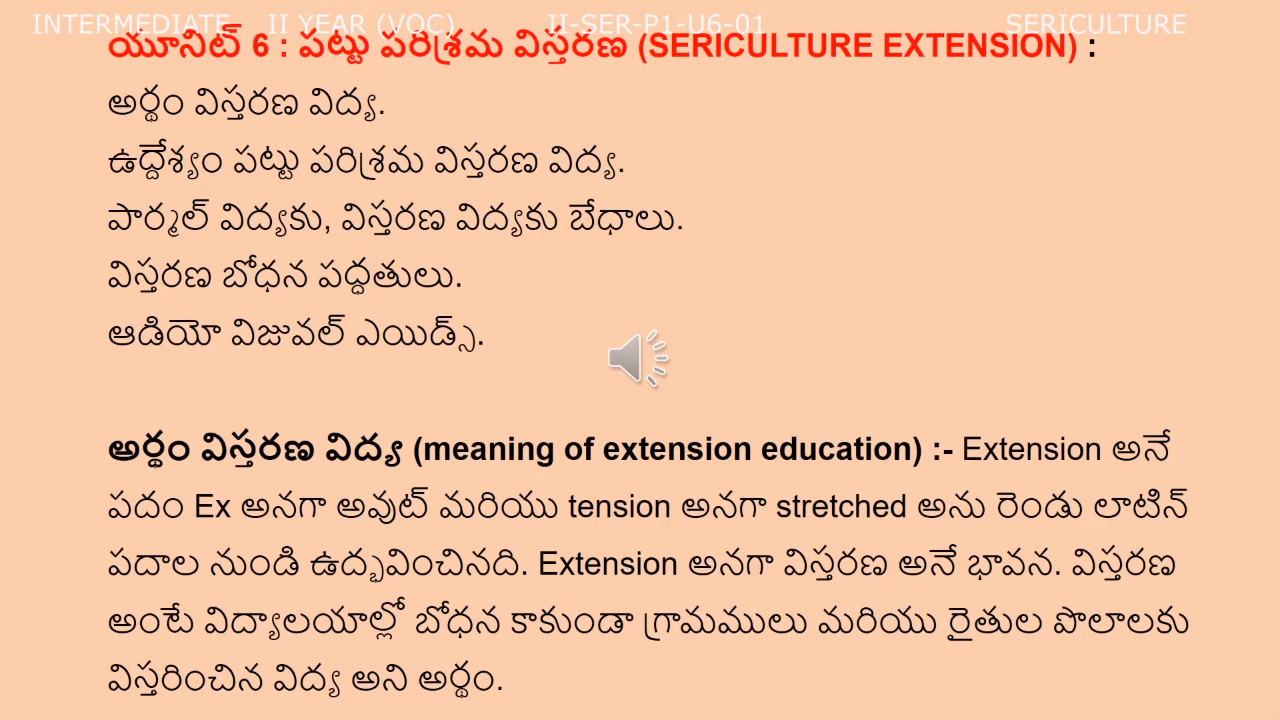 INTERMEDIATE II YEAR (VOC) II-SER-P1-U6-01 SERICULTURE
యూనిట్ 6 : పట్టు పరిశ్రమ విస్తరణ (SERICULTURE EXTENSION) :
అర్థం విస్తరణ విద్య.
ఉద్దేశ్యం పట్టు పరిశ్రమ విస్తరణ విద్య.
పార్మల్ విద్యకు, విస్తరణ విద్యకు బేధాలు.
విస్తరణ బోధన పద్ధతులు.
ఆడియో విజువల్ ఎయిడ్స్.
అర్థం విస్తరణ విద్య (meaning of extension education) :- Extension అనే
పదం Ex అనగా అవుట్ మరియు tension అనగా stretched అను రెండు లాటిన్
పదాల నుండి ఉద్భవించినది. Extension అనగా విస్తరణ అనే భావన. విస్తరణ
అంటే విద్యాలయాల్లో బోధన కాకుండా గ్రామములు మరియు రైతుల పొలాలకు
విస్తరించిన విద్య అని అర్థం.